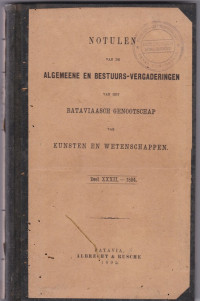 NOTULEN
VAN DE
ALGEMEENE EN BESTUURS-VERGADERINGEN
VAN HET
BATAVIAASCH GENOOTSCHAP
VAN
KUNSTEN EN WETENSCHAPPEN.
Deel XXXII. — 1894.
BATAVIA,
ALBRECHT & RUSCHE